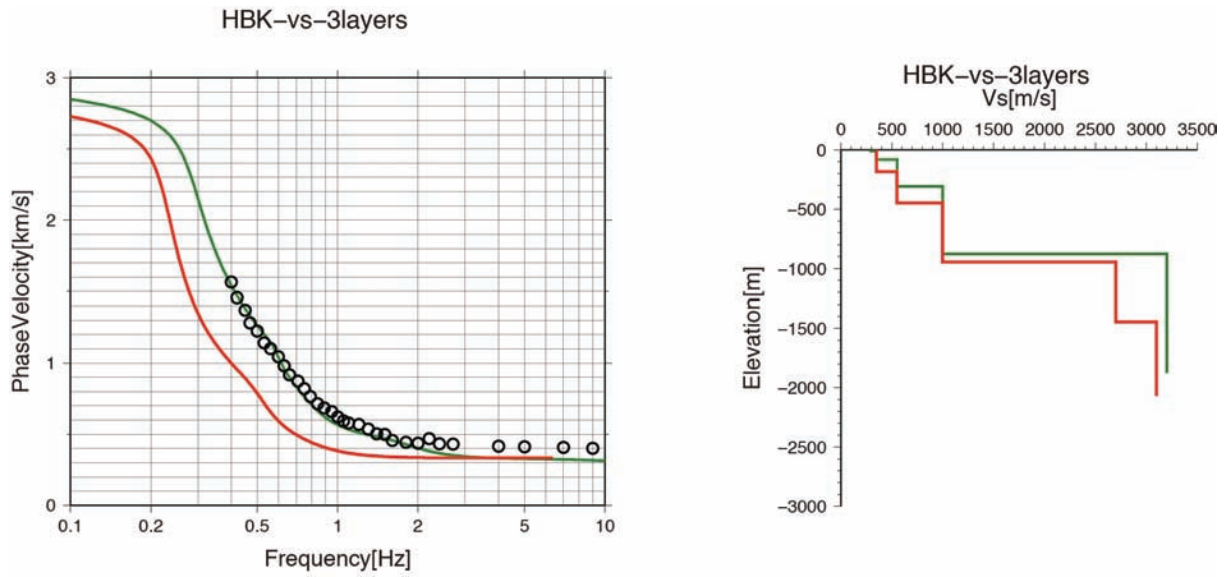 HBK-vs-3layers
3
2
1
0
PhaseVelocity[km/s]
0.1 0.2 0.5 1 2 5 10
Frequency[Hz]
HBK-vs-3layers
Vs[m/s]
0 500 1000 1500 2000 2500 3000 3500
0
-500
-1000
-1500
-2000
-2500
-3000
Elevation[m]